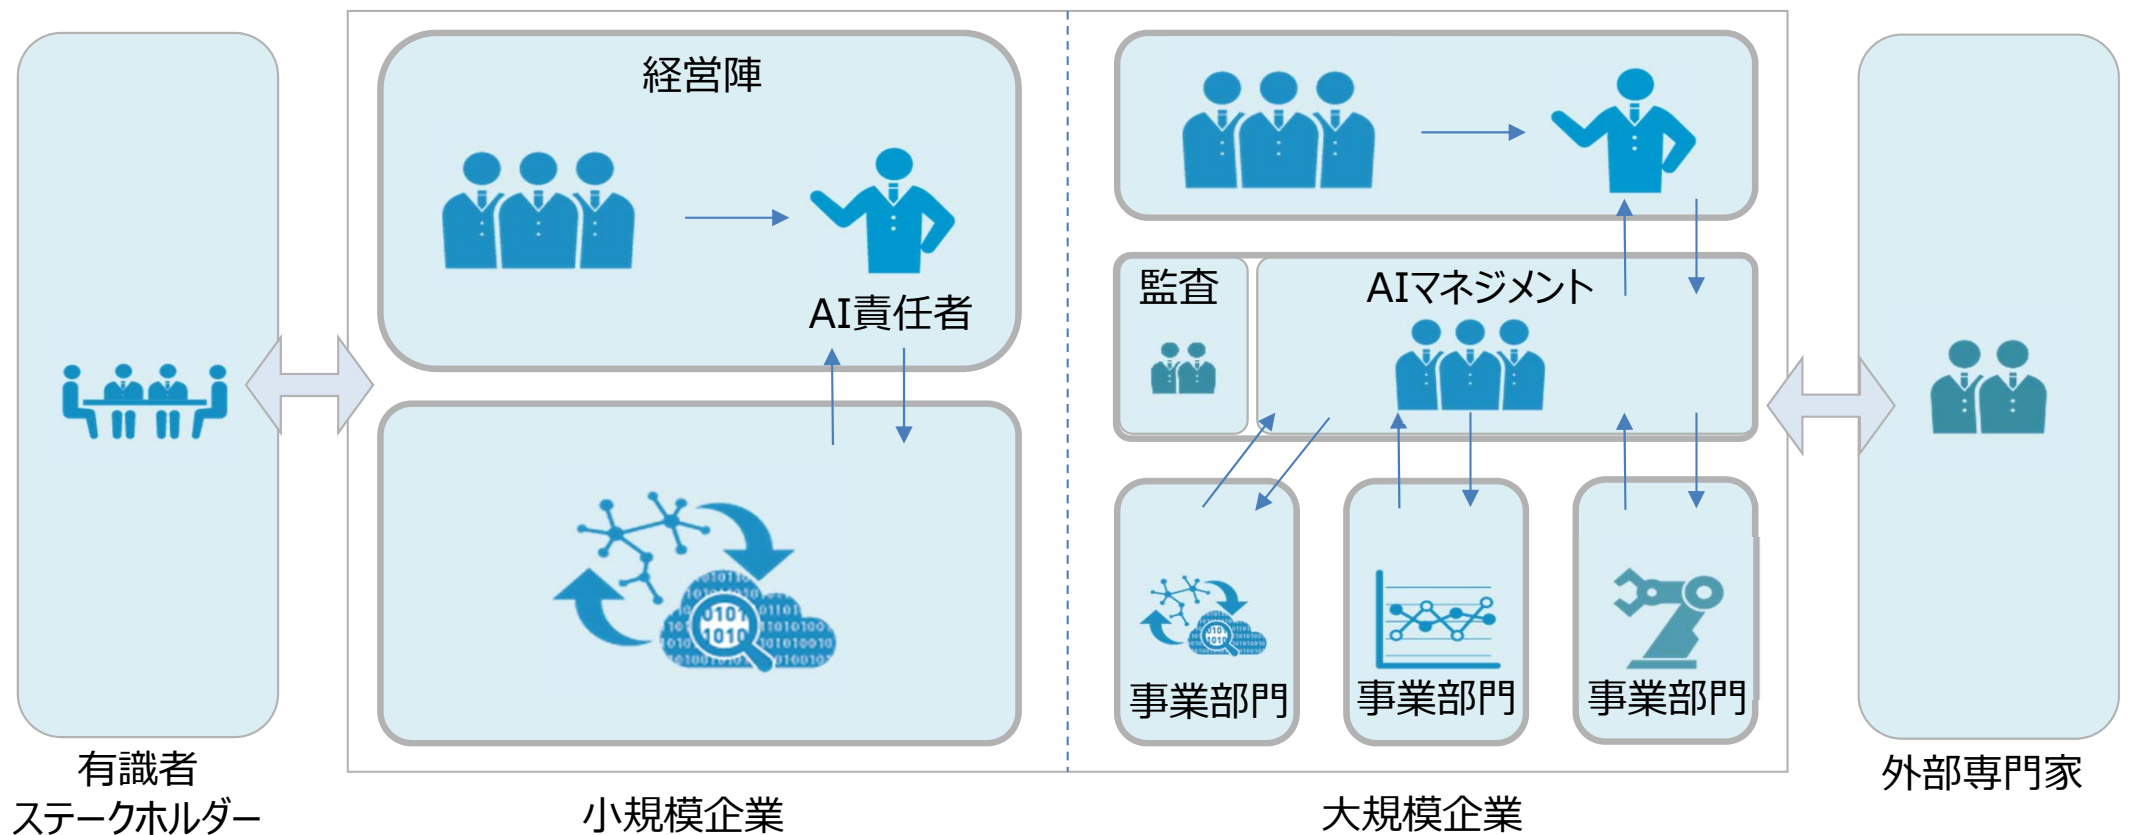 経営陣
AI責任者
監査
AIマネジメント
事業部門
事業部門
事業部門
有識者
ステークホルダー
小規模企業
大規模企業
外部専門家